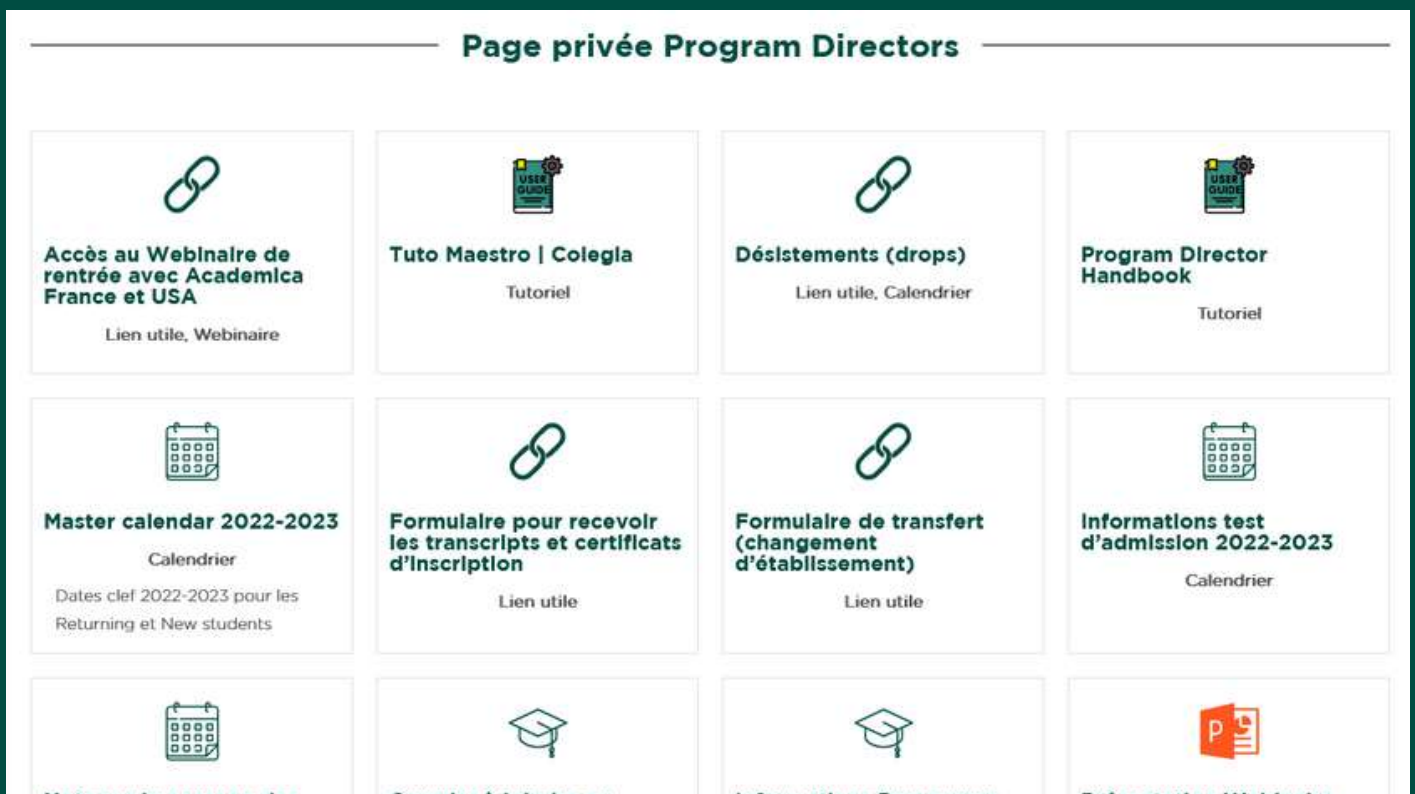 Page privée Program Directors
Accès au Webinaire de
rentrée avec Academica
France et USA
Lien utile, Webinaire
USER
GUIDE
Tuto Maestro | Colegia
Tutoriel
Désistements (drops)
Lien utile, Calendrier
USER
GUIDE
Program Director
Handbook
Tutoriel
Master calendar 2022-2023
Calendrier
Dates clef 2022-2023 pour les
Returning et New students
Formulaire pour recevoir
les transcripts et certificats
d'inscription
Lien utile
Formulaire de transfert
(changement
d'établissement)
Lien utile
Informations test
d'admission 2022-2023
Calendrier
P